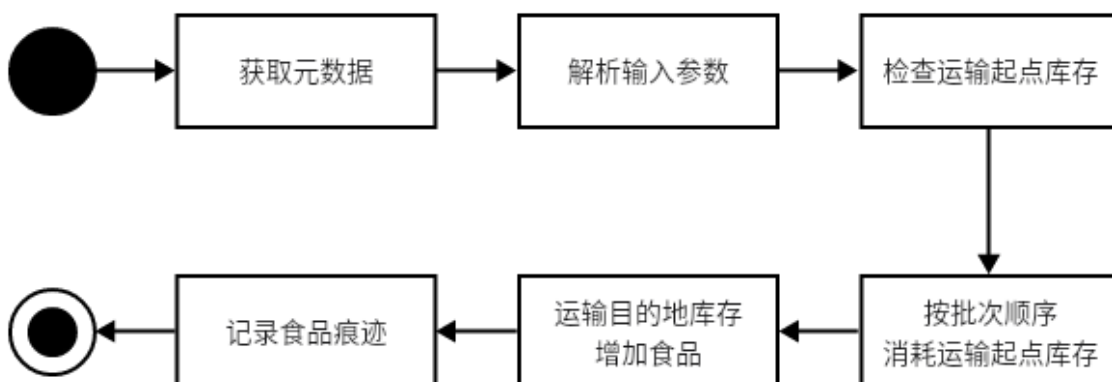 获取元数据
解析输入参数
检查运输起点库存
按批次顺序
消耗运输起点库存
运输目的地库存
增加食品
记录食品痕迹